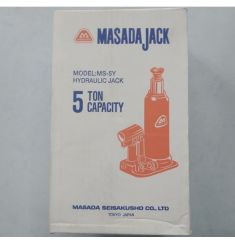 MASADA JACK
MODEL:MS-5Y
HYDRAULIC JACK
5 TON
CAPACITY
MASADA SEISAKUSHO CO., LTD
TOKYO JAPAN